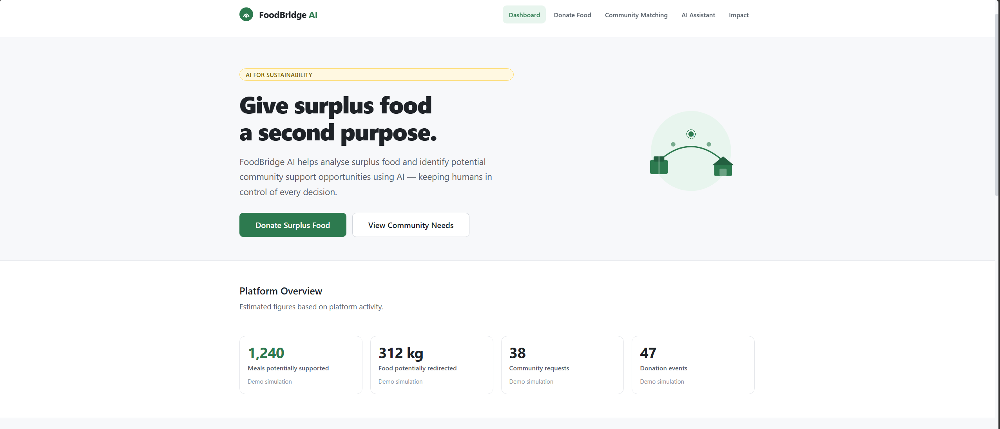 FoodBridge AI
Dashboard
Donate Food
Community Matching
AI Assistant
Impact
AI FOR SUSTAINABILITY
Give surplus food
a second purpose.
FoodBridge AI helps analyse surplus food and identify potential
community support opportunities using AI — keeping humans in
control of every decision.
Donate Surplus Food
View Community Needs
Platform Overview
Estimated figures based on platform activity.
1,240
Meals potentially supported
Demo simulation
312 kg
Food potentially redirected
Demo simulation
38
Community requests
Demo simulation
47
Donation events
Demo simulation